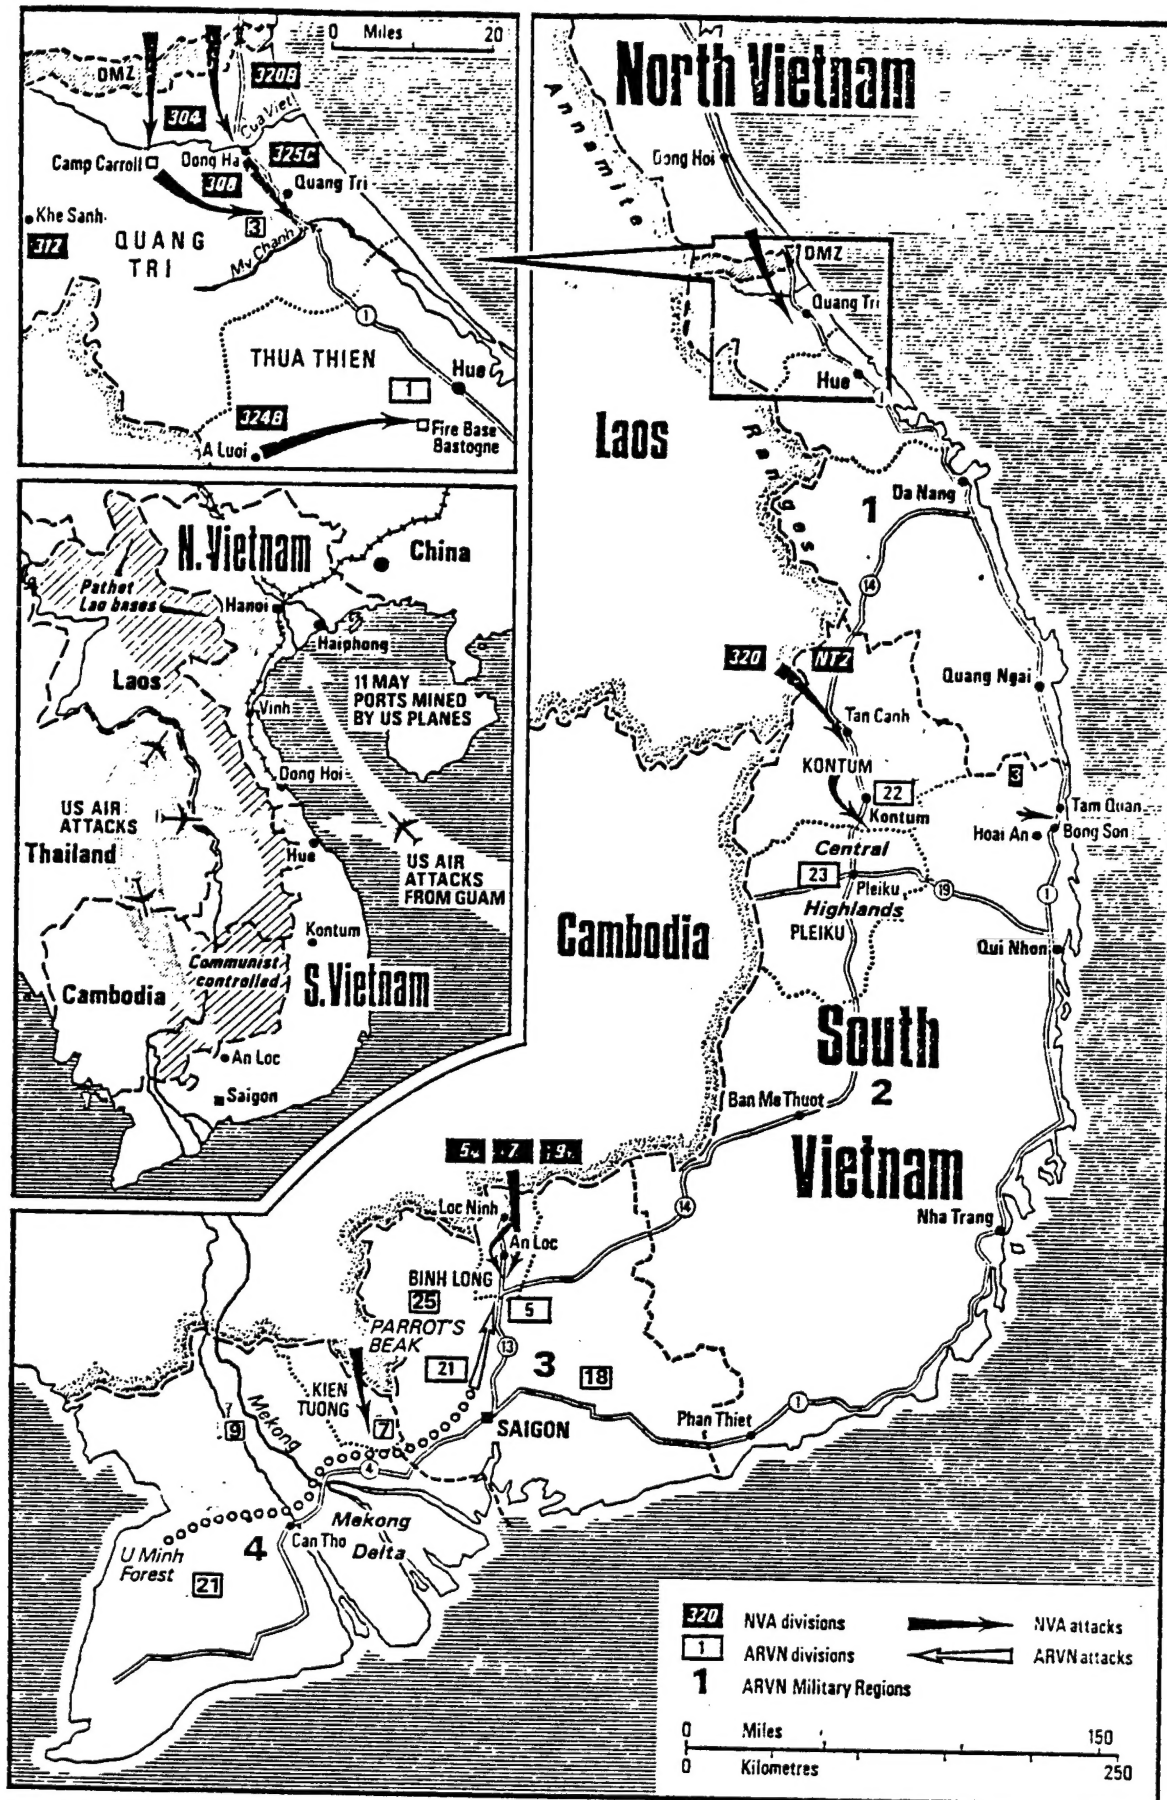 0 Miles 20
DMZ
320B
304
Cua Viet
Camp Carroll
Dong Ha
325C
308
Quang Tri
Khe Sanh
3
312
QUANG
TRI
My Chanh
1
THUA THIEN
1
Hue
324B
Fire Base
Bastogne
A Luoi
North Vietnam
Annamite
Dong Hoi
DMZ
Quang Tri
Hue
1
Laos
Ranges
Da Nang
1
14
320
NT2
Quang Ngai
Tan Canh
KONTUM
3
22
Tam Quan
Kontum
Hoai An
Bong Son
Central
23
Pleiku
19
1
Highlands
PLEIKU
Cambodia
Qui Nhon
South
2
Ban Me Thuot
Vietnam
14
Nha Trang
N. Vietnam
China
Pathet
Lao bases
Hanoi
Haiphong
Laos
11 MAY
PORTS MINED
BY US PLANES
Vinh
Dong Hoi
US AIR
ATTACKS
Thailand
Hue
US AIR
ATTACKS
FROM GUAM
Kontum
Communist
controlled
S. Vietnam
Cambodia
An Loc
Saigon
5
7
9
Loc Ninh
An Loc
BINH LONG
25
5
PARROT'S
BEAK
13
3
21
18
KIEN
TUONG
1
Phan Thiet
9
Mekong
7
SAIGON
4
Mekong
Delta
Can Tho
4
U Minh
Forest
21
320 NVA divisions
NVA attacks
1 ARVN divisions
ARVN attacks
1 ARVN Military Regions
0 Miles 150
0 Kilometres 250